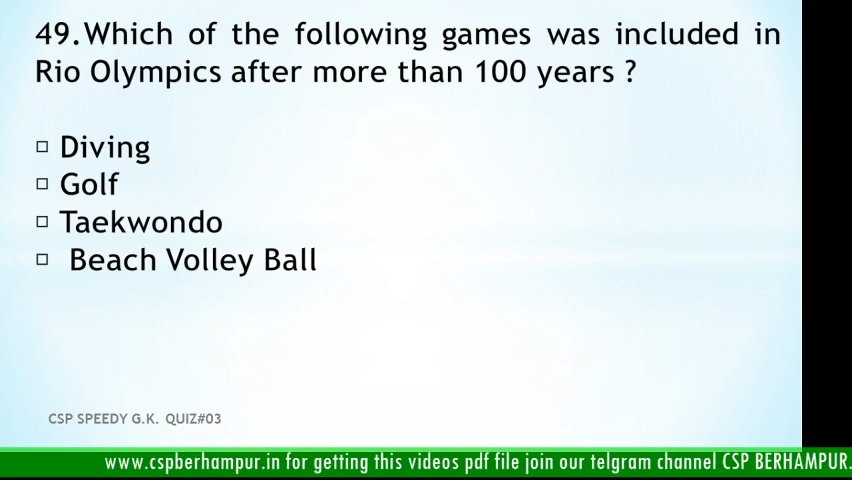 49.Which of the following games was included in
Rio Olympics after more than 100 years ?
Diving
Golf
Taekwondo
Beach Volley Ball
CSP SPEEDY G.K. QUIZ#03
www.cspberhampur.in for getting this videos pdf file join our telgram channel CSP BERHAMPUR.